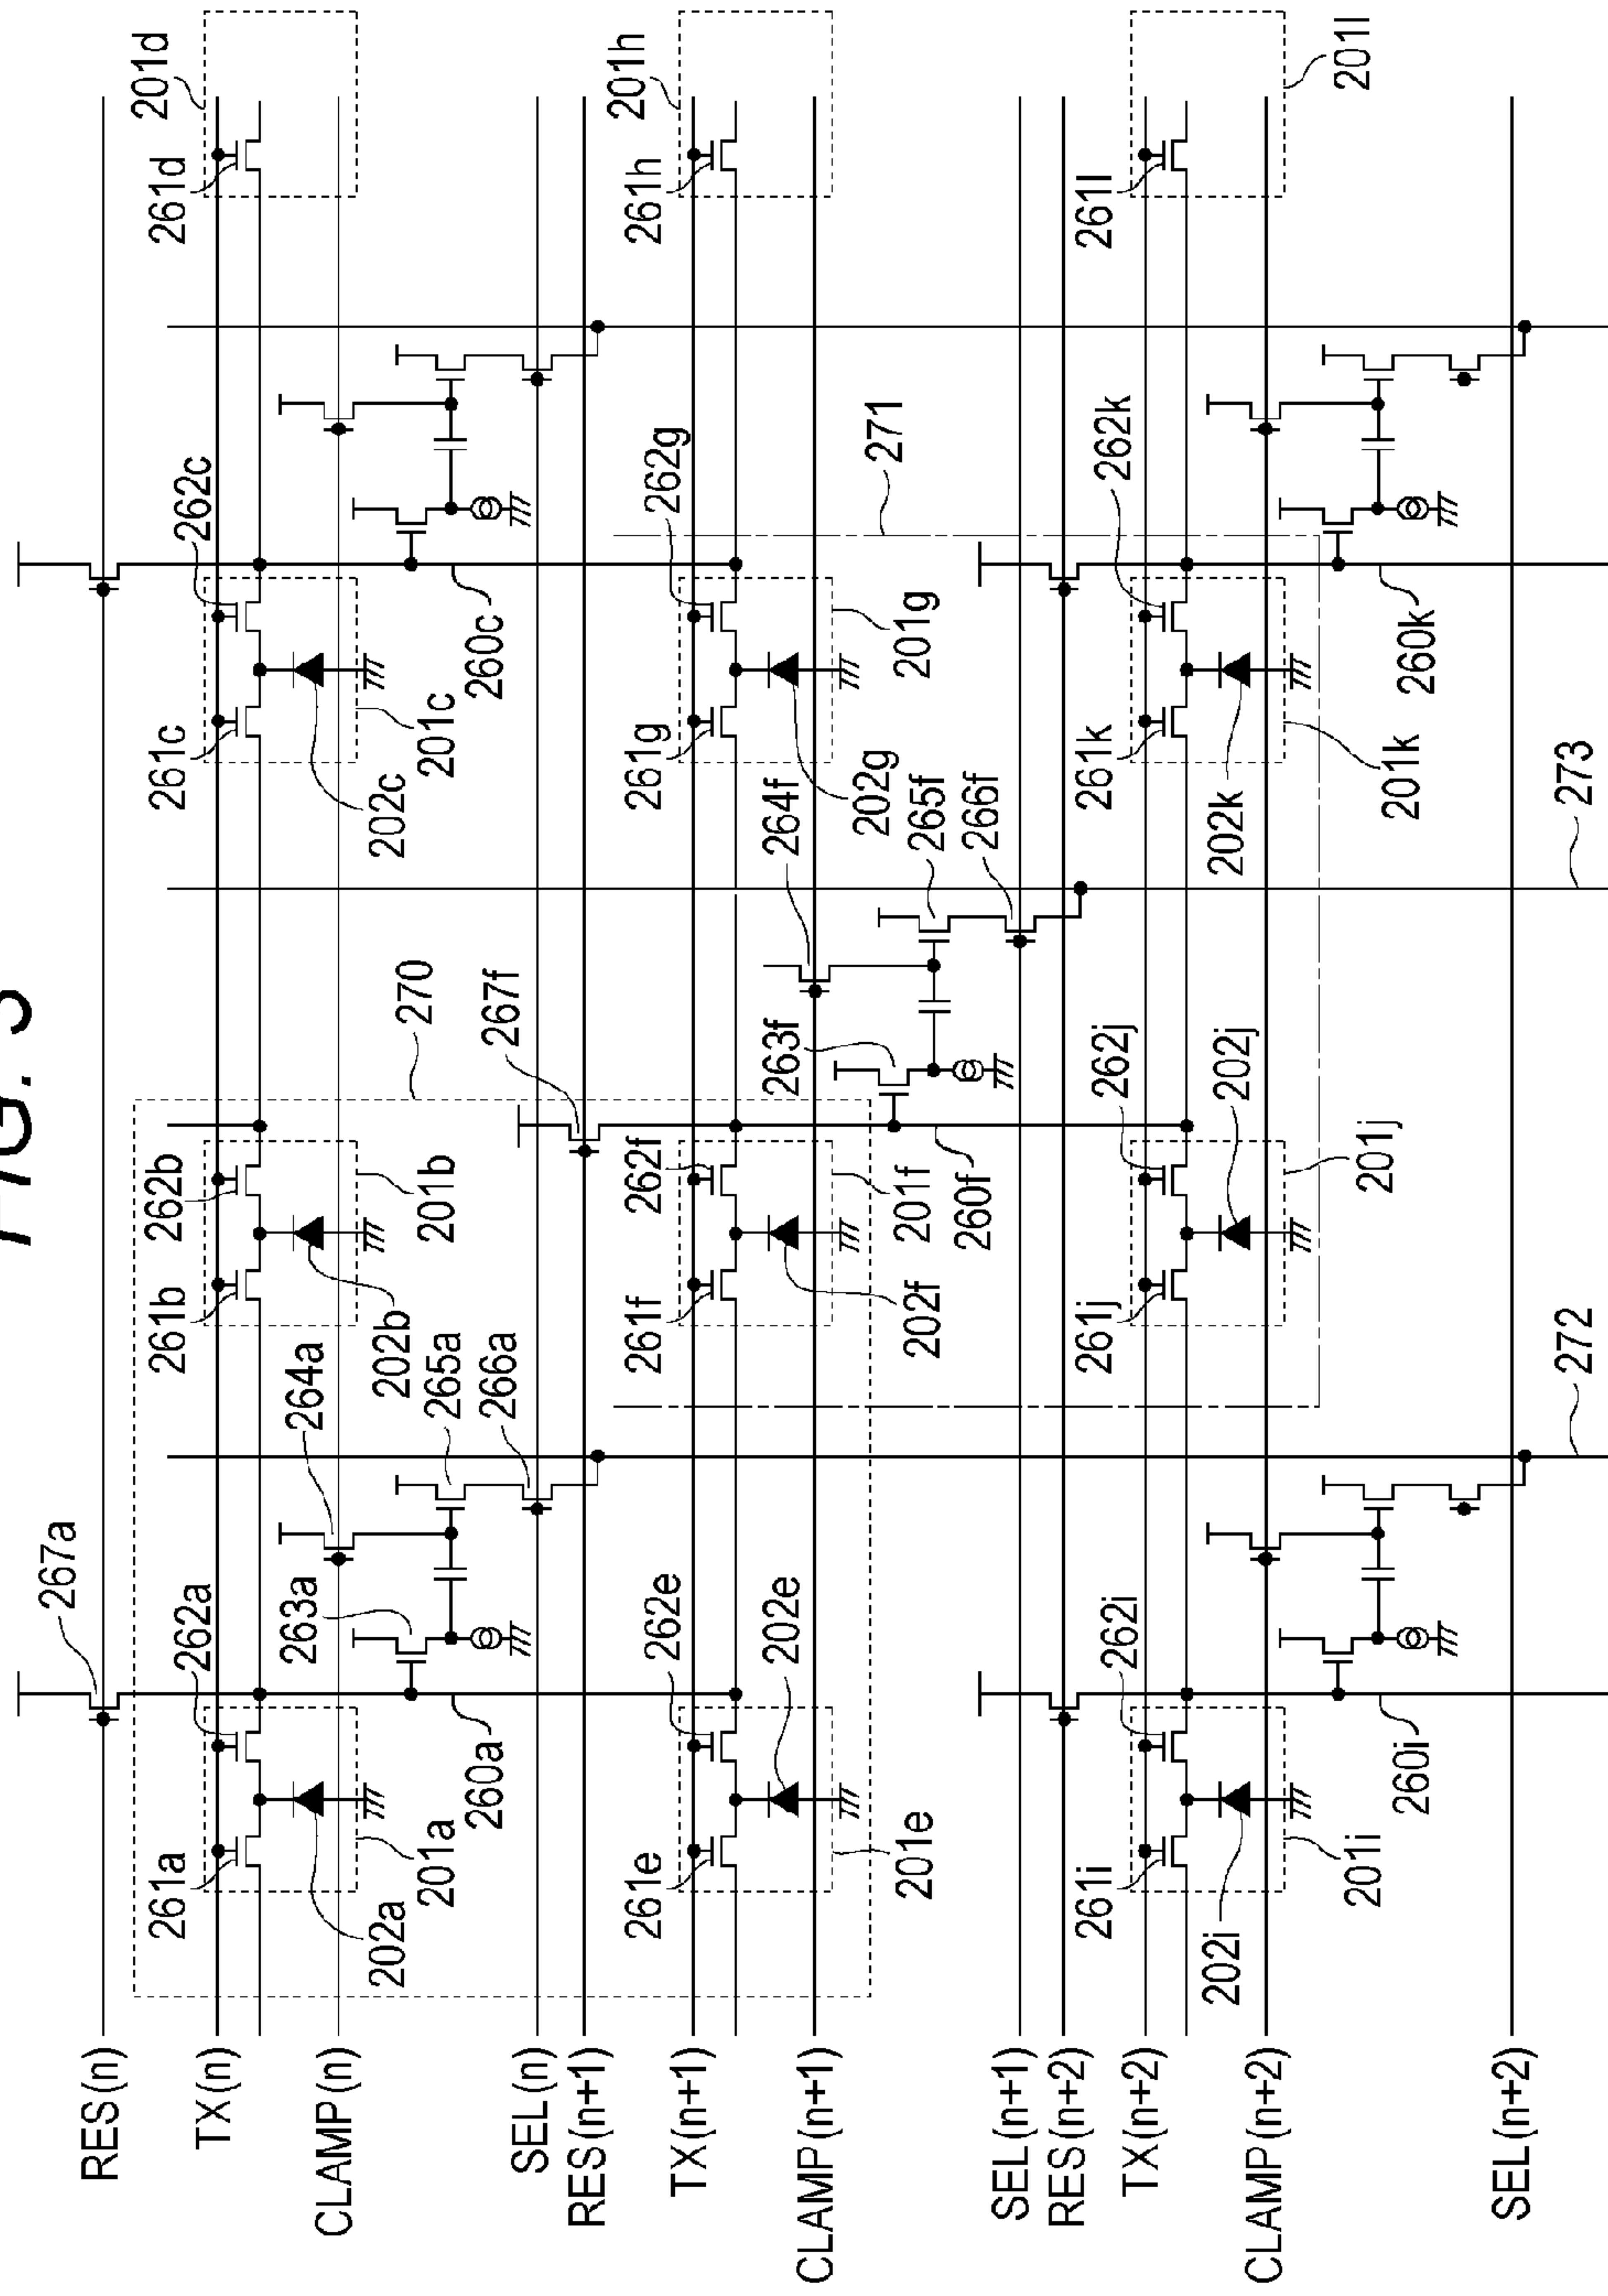 FIG. 3
RES(n)
TX(n)
CLAMP(n)
SEL(n)
RES(n+1)
TX(n+1)
CLAMP(n+1)
SEL(n+1)
RES(n+2)
TX(n+2)
CLAMP(n+2)
SEL(n+2)
267a
261a
262a
202a
201a
260a
263a
264a
265a
266a
261b
262b
202b
201b
270
267f
261c
262c
202c
201c
260c
261d
201d
261e
262e
202e
201e
261f
262f
202f
201f
260f
263f
264f
265f
266f
261g
262g
202g
201g
271
261h
201h
261i
262i
202i
201i
260i
272
261j
262j
202j
201j
273
261k
262k
202k
201k
260k
261l
201l